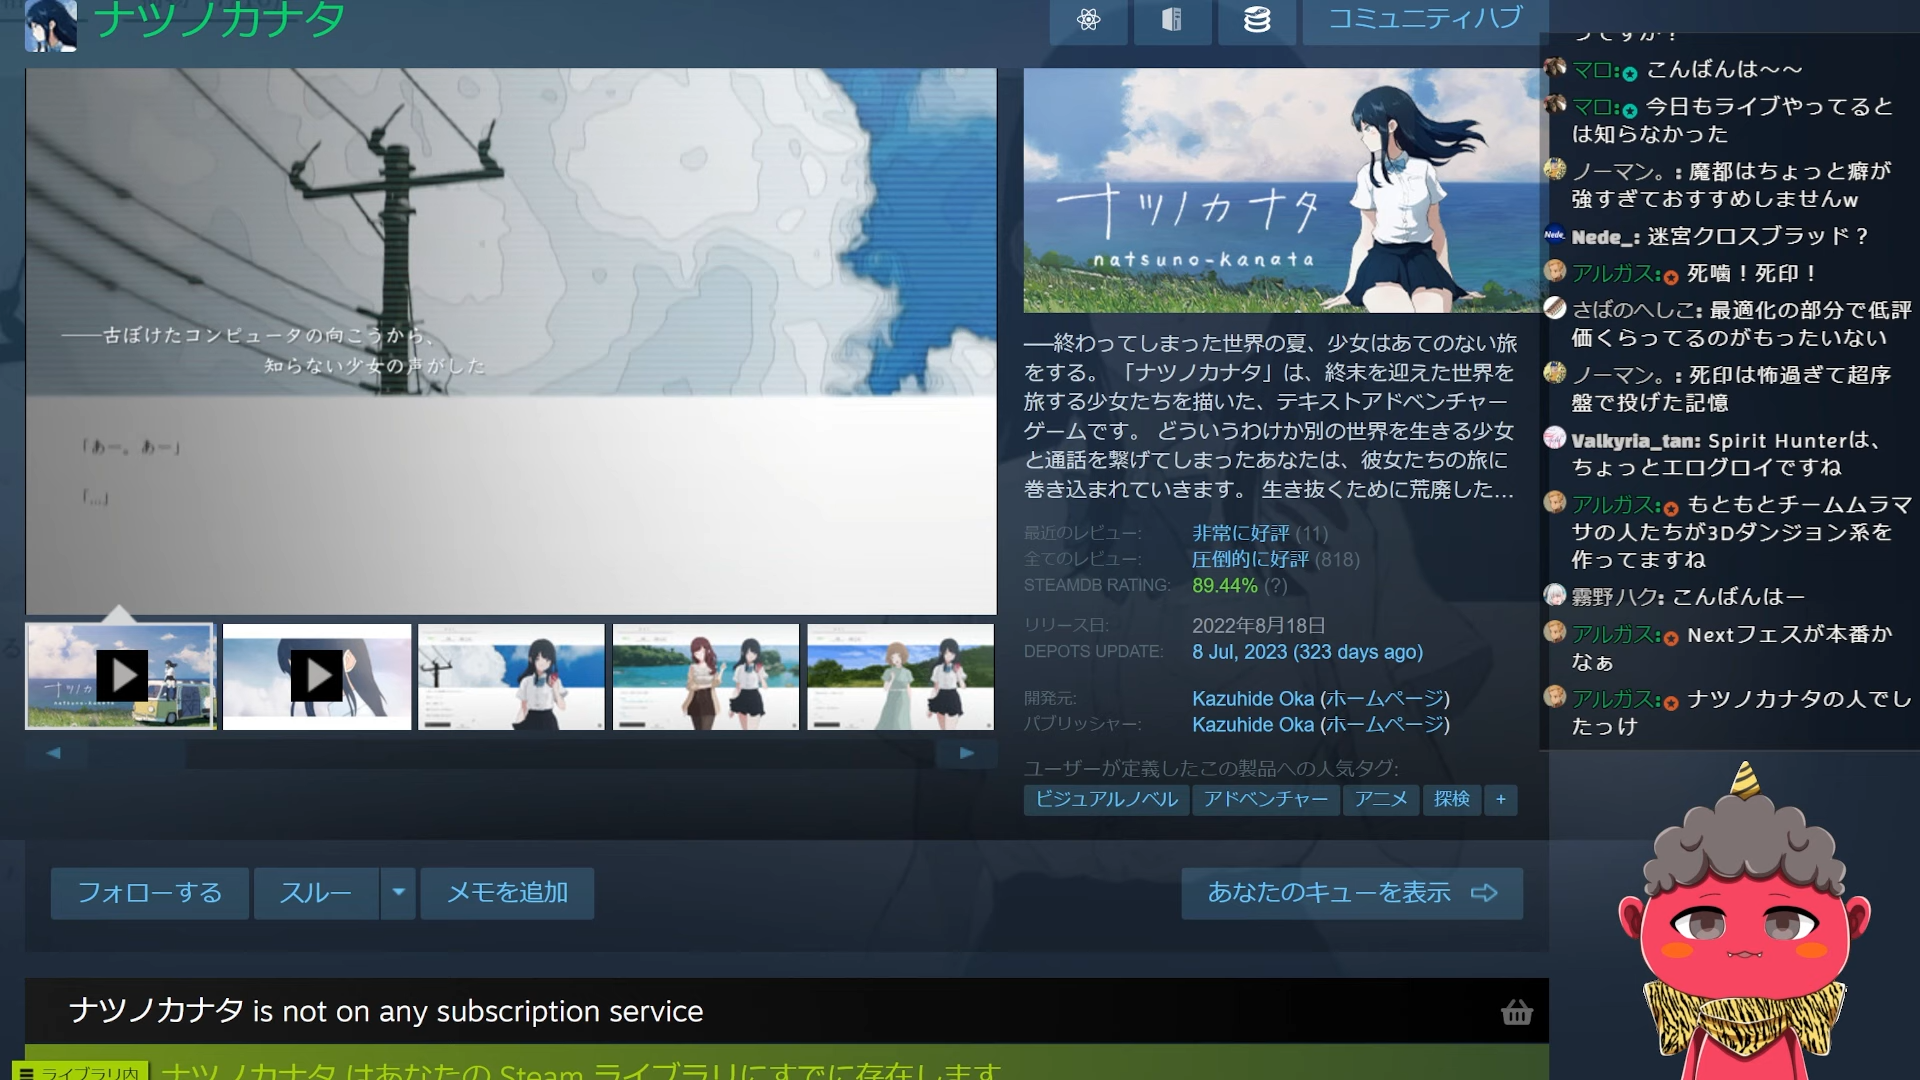 ナツノカナタ
コミュニティハブ
――古ぼけたコンピュータの向こうから、
知らない少女の声がした
「あー。あー」
「...」
ナツノカナタ
natsuno-kanata
──終わってしまった世界の夏、少女はあてのない旅
をする。 「ナツノカナタ」は、終末を迎えた世界を
旅する少女たちを描いた、テキストアドベンチャー
ゲームです。 どういうわけか別の世界を生きる少女
と通話を繋げてしまったあなたは、彼女たちの旅に
巻き込まれていきます。 生き抜くために荒廃した...
最近のレビュー: 非常に好評 (11)
全てのレビュー: 圧倒的に好評 (818)
STEAMDB RATING: 89.44% (?)
リリース日: 2022年8月18日
DEPOTS UPDATE: 8 Jul, 2023 (323 days ago)
開発元: Kazuhide Oka (ホームページ)
パブリッシャー: Kazuhide Oka (ホームページ)
ユーザーが定義したこの製品への人気タグ:
ビジュアルノベル アドベンチャー アニメ 探検 +
フォローする スルー メモを追加 あなたのキューを表示
ナツノカナタ is not on any subscription service
ライブラリ内 ナツノカナタ はあなたの Steam ライブラリにすでに存在します
ってすか！
マロ: こんばんは～～
マロ: 今日もライブやってると
は知らなかった
ノーマン。: 魔都はちょっと癖が
強すぎておすすめしませんw
Nede_: 迷宮クロスブラッド？
アルガス: 死噛！死印！
さばのへしこ: 最適化の部分で低評
価くらってるのがもったいない
ノーマン。: 死印は怖過ぎて超序
盤で投げた記憶
Valkyria_tan: Spirit Hunterは、
ちょっとエログロイですね
アルガス: もともとチームムラマ
サの人たちが3Dダンジョン系を
作ってますね
霧野ハク: こんばんはー
アルガス: Nextフェスが本番か
なぁ
アルガス: ナツノカナタの人でし
たっけ